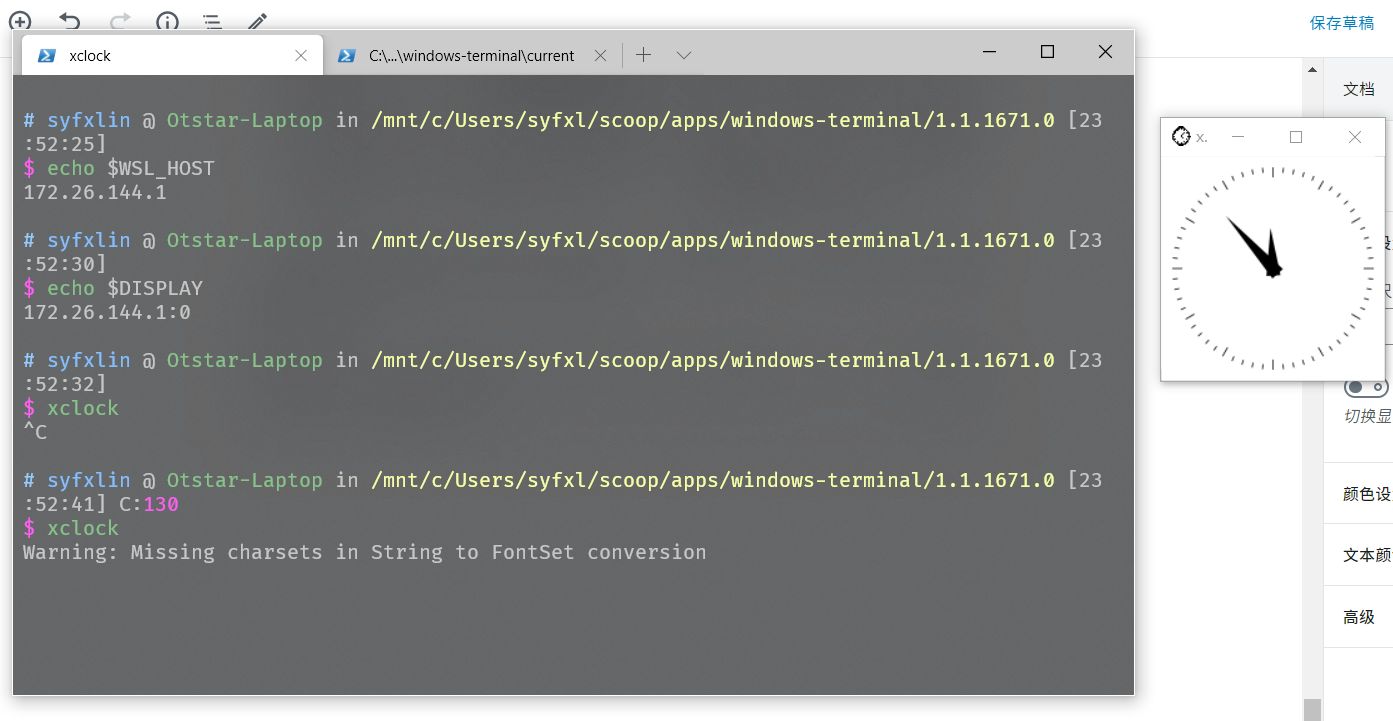 保存草稿
xclock
C:\...\windows-terminal\current
# syfxlin @ Otstar-Laptop in /mnt/c/Users/syfxl/scoop/apps/windows-terminal/1.1.1671.0 [23
:52:25]
$ echo $WSL_HOST
172.26.144.1
# syfxlin @ Otstar-Laptop in /mnt/c/Users/syfxl/scoop/apps/windows-terminal/1.1.1671.0 [23
:52:30]
$ echo $DISPLAY
172.26.144.1:0
# syfxlin @ Otstar-Laptop in /mnt/c/Users/syfxl/scoop/apps/windows-terminal/1.1.1671.0 [23
:52:32]
$ xclock
^C
# syfxlin @ Otstar-Laptop in /mnt/c/Users/syfxl/scoop/apps/windows-terminal/1.1.1671.0 [23
:52:41] C:130
$ xclock
Warning: Missing charsets in String to FontSet conversion
文档
x.
切换显
颜色设
文本颜
高级